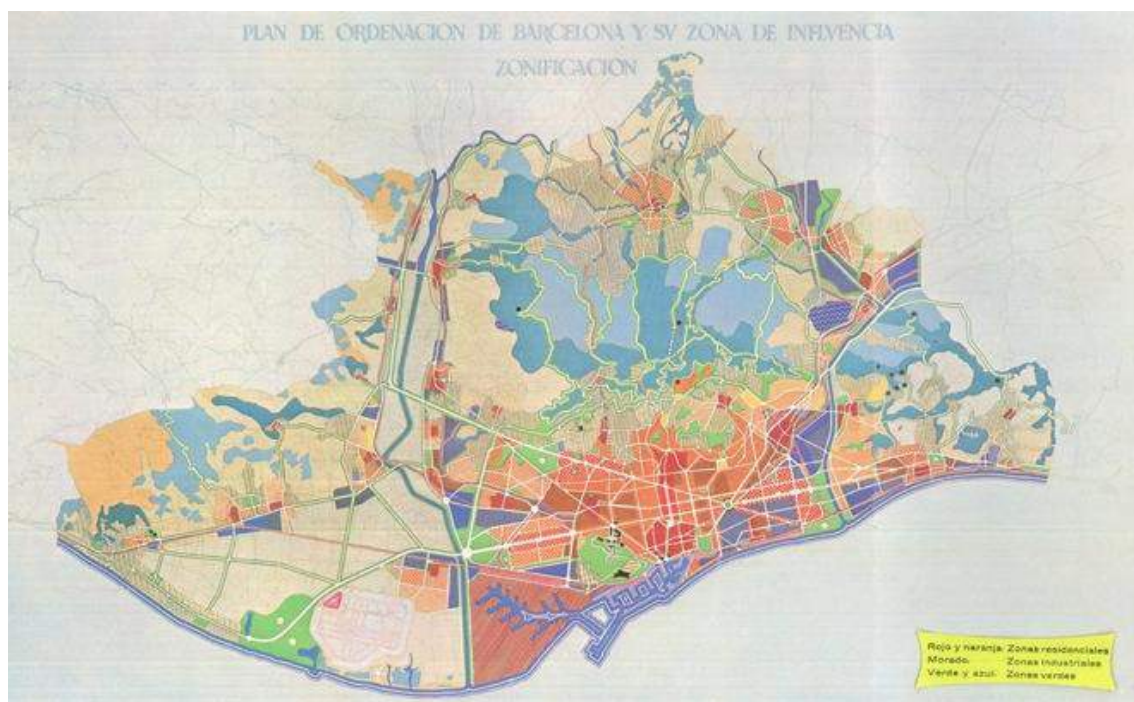 PLAN DE ORDENACION DE BARCELONA Y SV ZONA DE INFLVENCIA
ZONIFICACION
Rojo y naranja: Zonas residenciales
Morado. Zonas industriales
Verde y azul. Zonas verdes